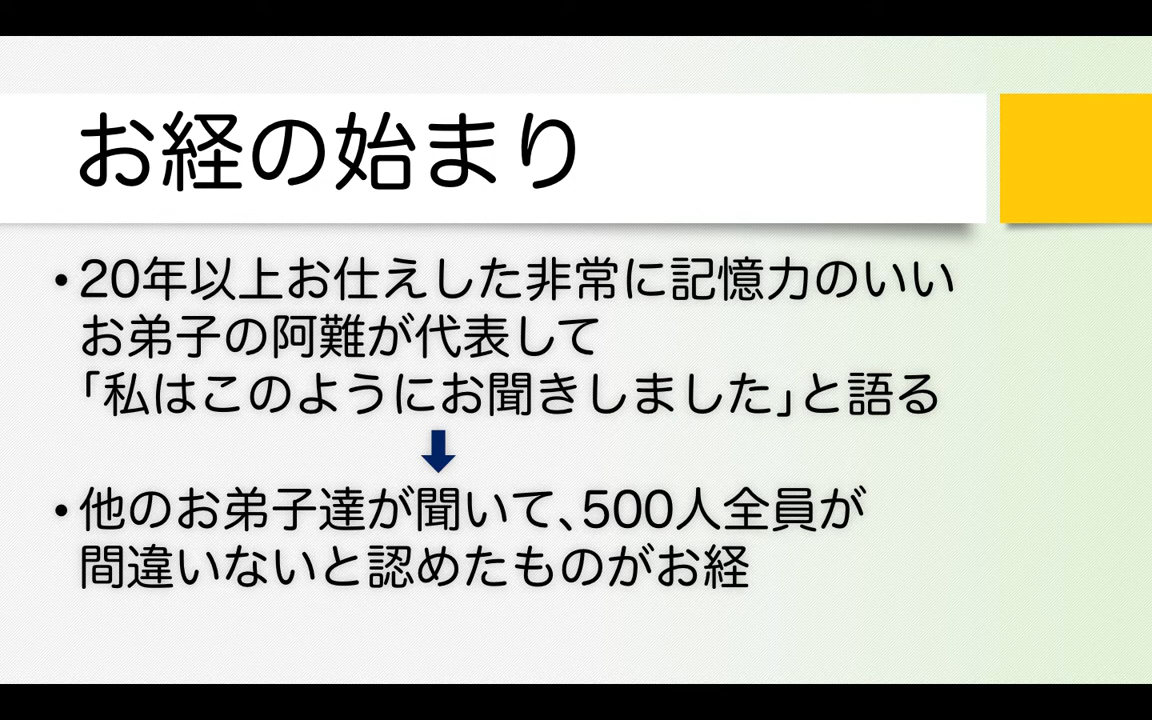 お経の始まり
•20年以上お仕えした非常に記憶力のいい
お弟子の阿難が代表して
｢私はこのようにお聞きしました｣と語る
•他のお弟子達が聞いて､500人全員が
間違いないと認めたものがお経